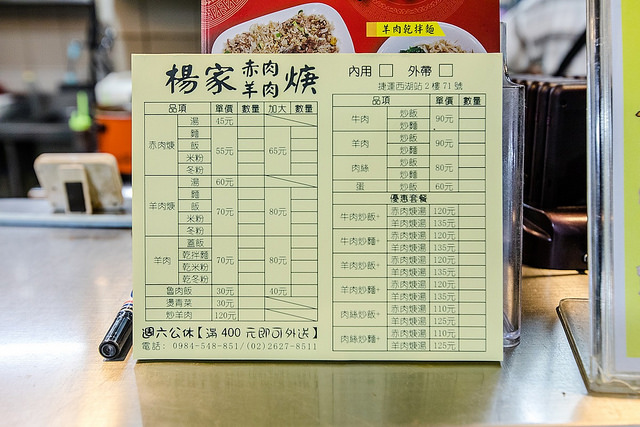 羊肉乾拌麵
楊家 赤肉 羊肉 焿
內用 外帶
捷運西湖站2樓71號
品項 單價 數量 加大 數量
赤肉焿
湯 45元
麵
飯
米粉
冬粉
55元 65元
羊肉焿
湯 60元
麵
飯
米粉
冬粉
70元 80元
羊肉
蓋飯
乾拌麵
乾米粉
乾冬粉
70元 80元
魯肉飯 30元 40元
燙青菜 30元
炒羊肉 120元
週六公休【滿 400 元即可外送】
電話: 0984-548-851/(02)2627-8511
品項 單價 數量
牛肉 炒飯 炒麵 90元
羊肉 炒飯 炒麵 90元
肉絲 炒飯 炒麵 80元
蛋 炒飯 60元
優惠套餐
牛肉炒飯+ 赤肉焿湯 120元
羊肉焿湯 135元
牛肉炒麵+ 赤肉焿湯 120元
羊肉焿湯 135元
羊肉炒飯+ 赤肉焿湯 120元
羊肉焿湯 135元
羊肉炒麵+ 赤肉焿湯 120元
羊肉焿湯 135元
肉絲炒飯+ 赤肉焿湯 110元
羊肉焿湯 125元
肉絲炒麵+ 赤肉焿湯 110元
羊肉焿湯 125元